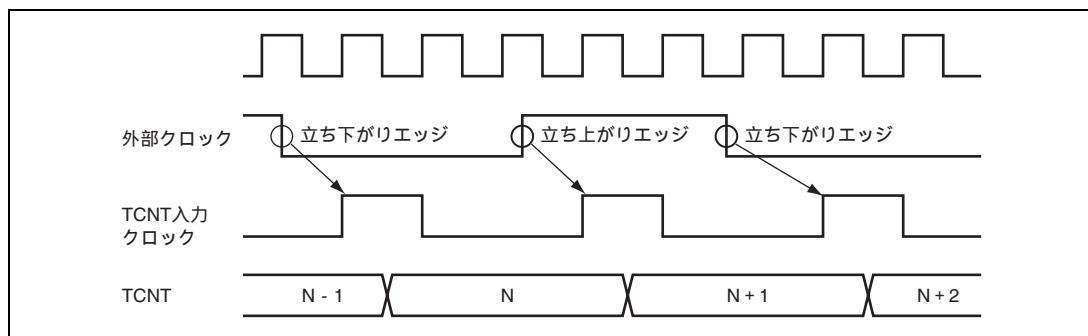 外部クロック
立ち下がりエッジ
立ち上がりエッジ
立ち下がりエッジ
TCNT入力
クロック
TCNT
N - 1
N
N + 1
N + 2